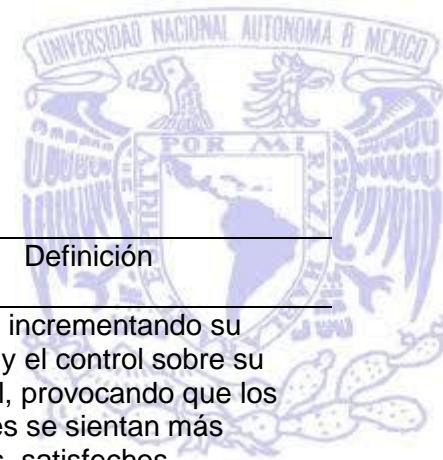 UNIVERSIDAD NACIONAL AUTONOMA D MEXICO
POR MI RAZA HABL
Definición
incrementando su
y el control sobre su
l, provocando que los
es se sientan más
s, satisfechos